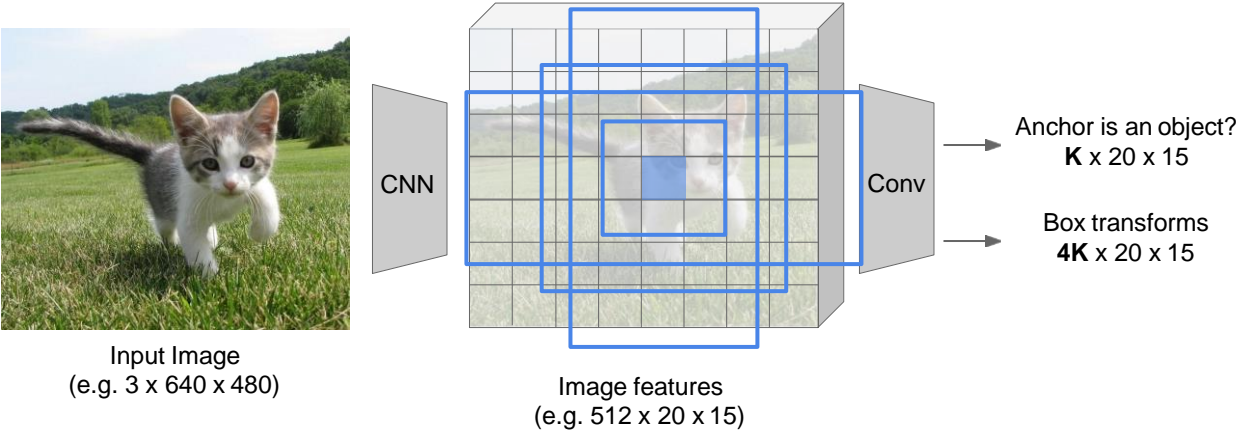 CNN
Conv
Anchor is an object?
K x 20 x 15
Box transforms
4K x 20 x 15
Input Image
(e.g. 3 x 640 x 480)
Image features
(e.g. 512 x 20 x 15)